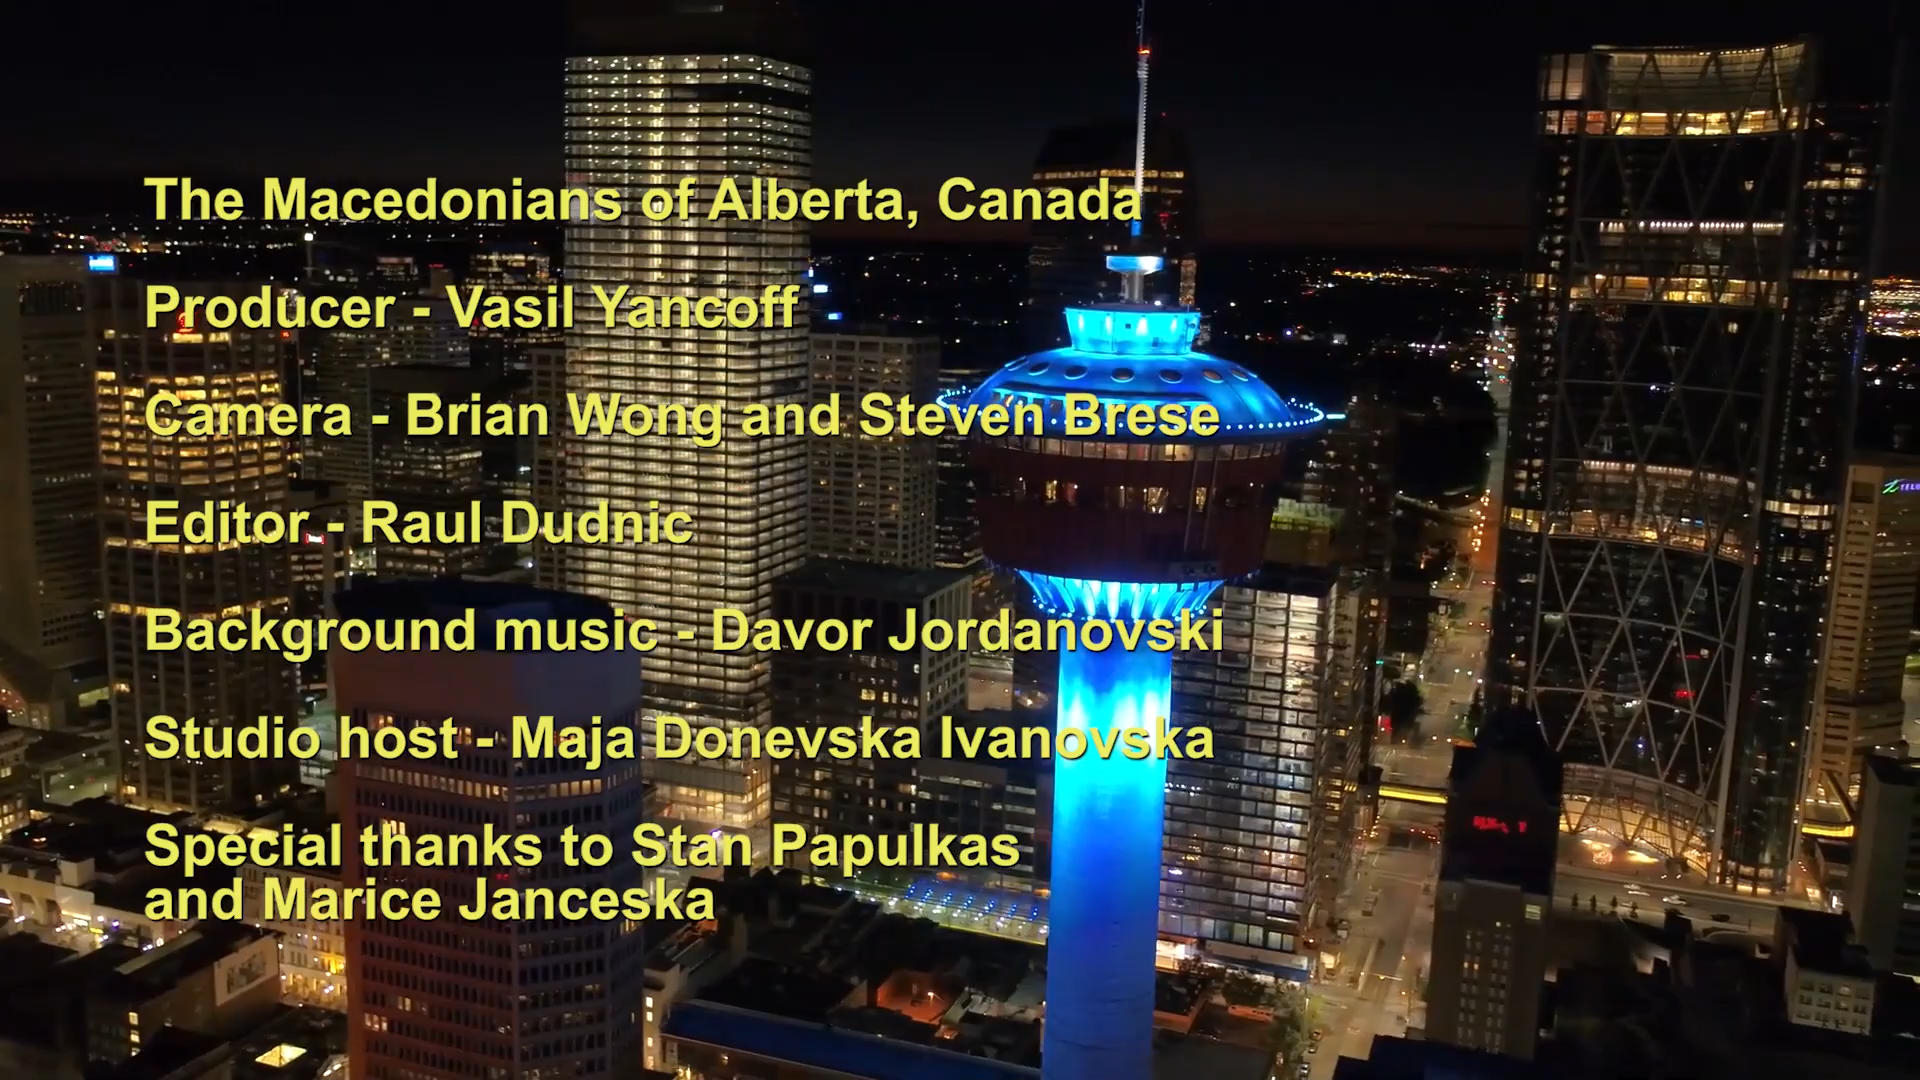 The Macedonians of Alberta, Canada
Producer - Vasil Yancoff
Camera - Brian Wong and Steven Brese
Editor - Raul Dudnic
Background music - Davor Jordanovski
Studio host - Maja Donevska Ivanovska
Special thanks to Stan Papulkas
and Marice Janceska